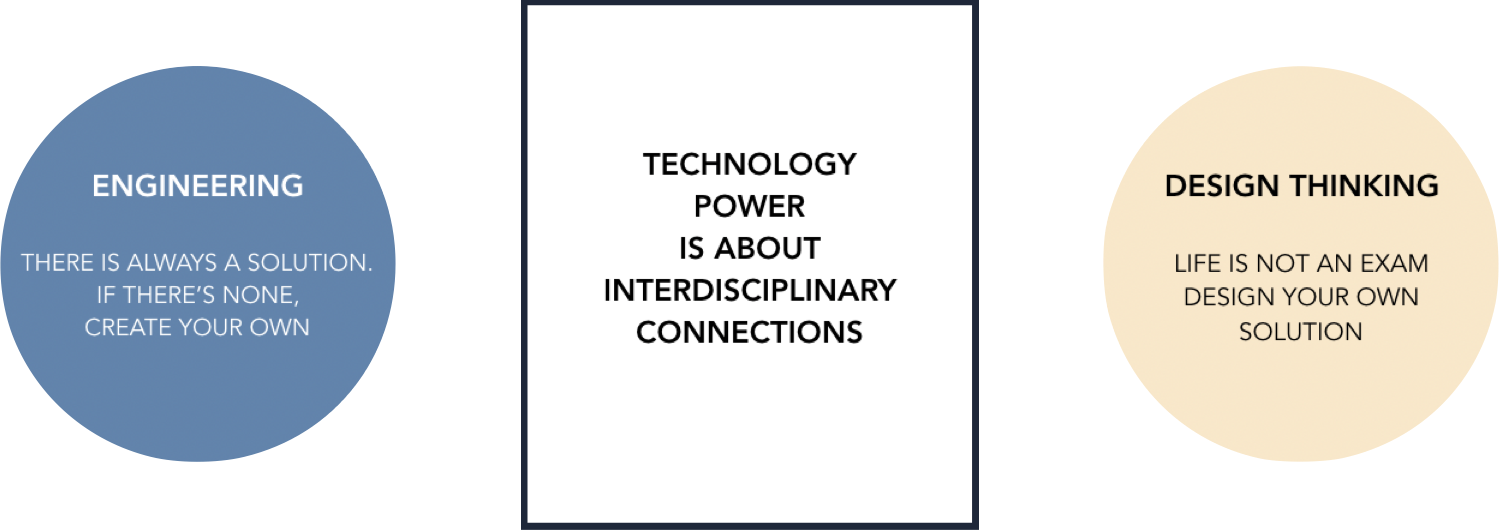 ENGINEERING
THERE IS ALWAYS A SOLUTION.
IF THERE'S NONE,
CREATE YOUR OWN
TECHNOLOGY
POWER
IS ABOUT
INTERDISCIPLINARY
CONNECTIONS
DESIGN THINKING
LIFE IS NOT AN EXAM
DESIGN YOUR OWN
SOLUTION